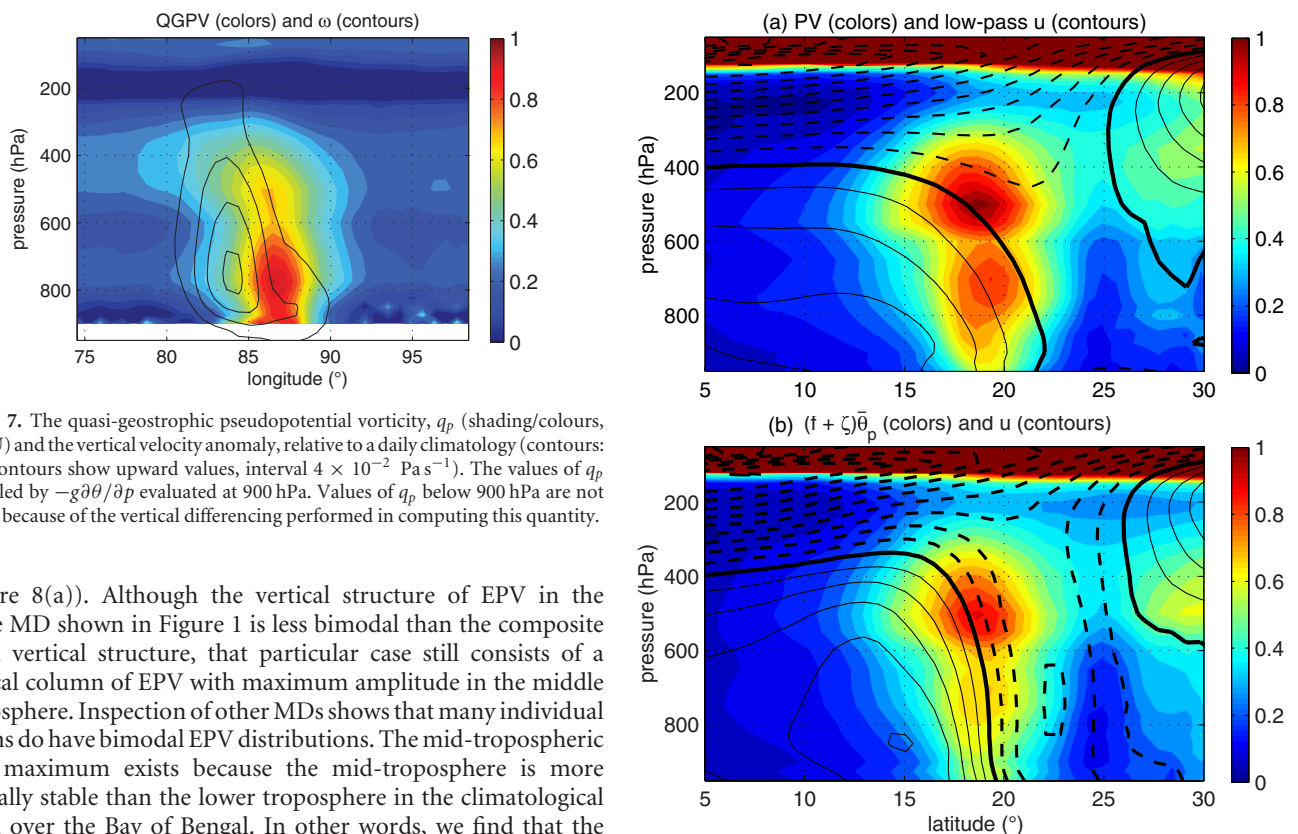 QGPV (colors) and ω (contours)
200
400
600
800
pressure (hPa)
75
80
85
90
95
longitude (°)
1
0.8
0.6
0.4
0.2
0
7. The quasi-geostrophic pseudopotential vorticity, qₚ (shading/colours,
and the vertical velocity anomaly, relative to a daily climatology (contours:
contours show upward values, interval 4 × 10⁻² Pa s⁻¹). The values of qₚ
by −g∂θ/∂p evaluated at 900 hPa. Values of qₚ below 900 hPa are not
because of the vertical differencing performed in computing this quantity.
8(a)). Although the vertical structure of EPV in the
MD shown in Figure 1 is less bimodal than the composite
vertical structure, that particular case still consists of a
column of EPV with maximum amplitude in the middle
Inspection of other MDs shows that many individual
do have bimodal EPV distributions. The mid-tropospheric
maximum exists because the mid-troposphere is more
stable than the lower troposphere in the climatological
over the Bay of Bengal. In other words, we find that the
(a) PV (colors) and low-pass u (contours)
200
400
600
800
pressure (hPa)
5
10
15
20
25
30
1
0.8
0.6
0.4
0.2
0
(b) (f + ζ)θ̄ₚ (colors) and u (contours)
200
400
600
800
pressure (hPa)
5
10
15
20
25
30
latitude (°)
1
0.8
0.6
0.4
0.2
0